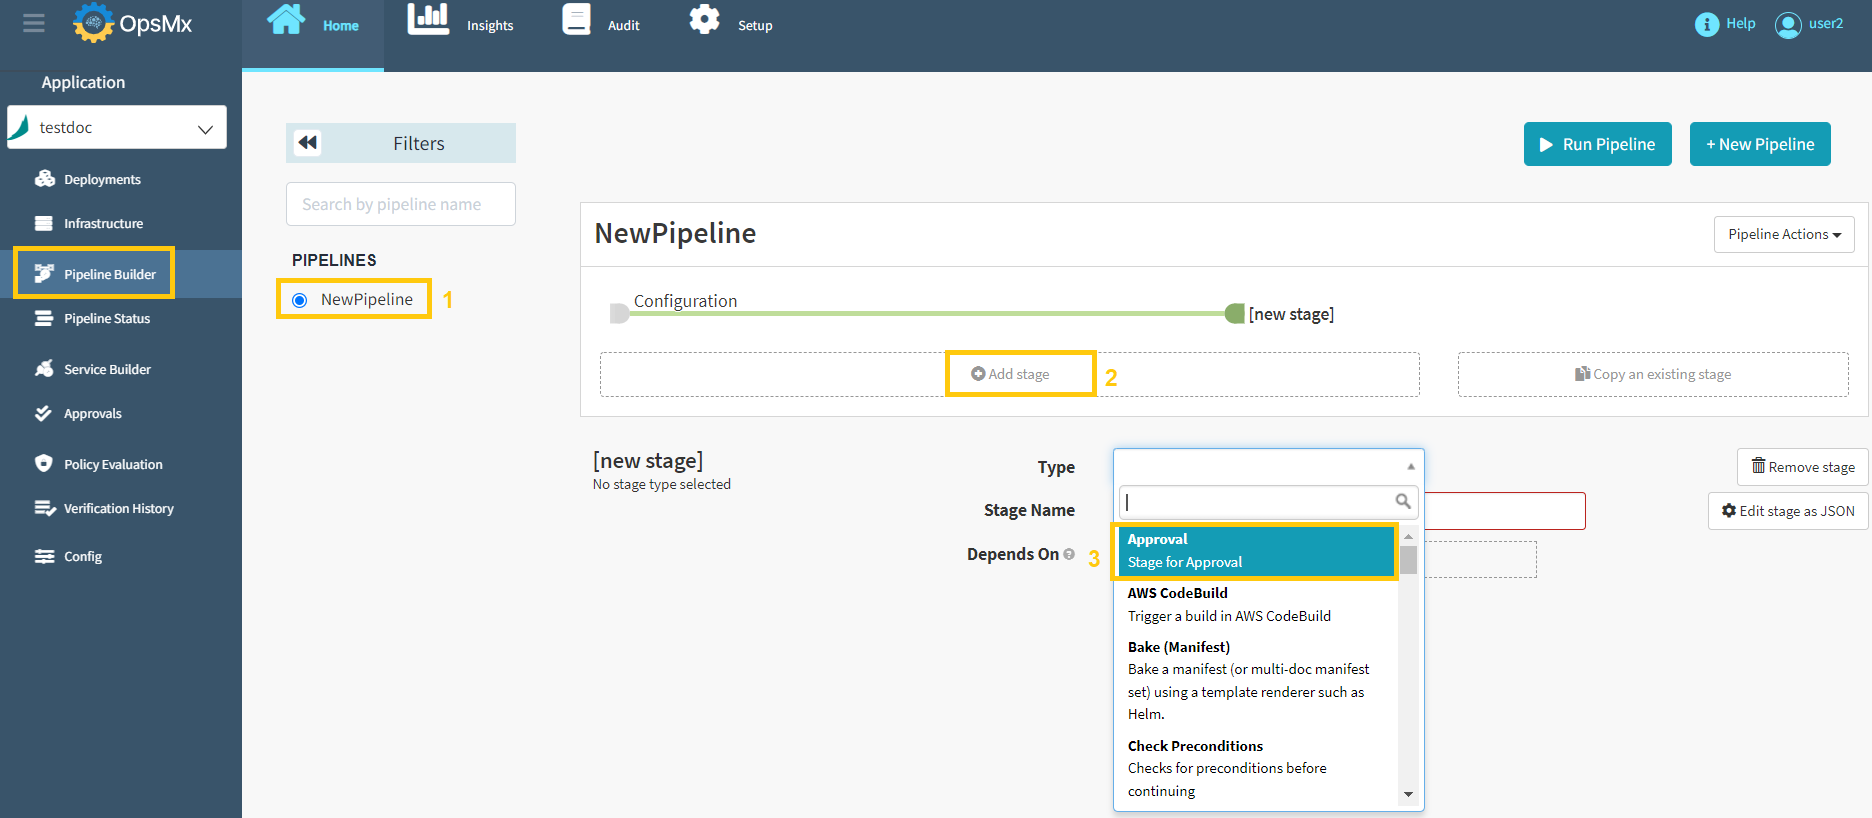 OpsMx
Home
Insights
Audit
Setup
Help
user2
Application
testdoc
Deployments
Infrastructure
Pipeline Builder
Pipeline Status
Service Builder
Approvals
Policy Evaluation
Verification History
Config
Filters
Search by pipeline name
PIPELINES
NewPipeline
1
Run Pipeline
+ New Pipeline
NewPipeline
Pipeline Actions
Configuration
[new stage]
Add stage
2
Copy an existing stage
[new stage]
No stage type selected
Type
Stage Name
Depends On
3
Approval
Stage for Approval
AWS CodeBuild
Trigger a build in AWS CodeBuild
Bake (Manifest)
Bake a manifest (or multi-doc manifest
set) using a template renderer such as
Helm.
Check Preconditions
Checks for preconditions before
continuing
Remove stage
Edit stage as JSON